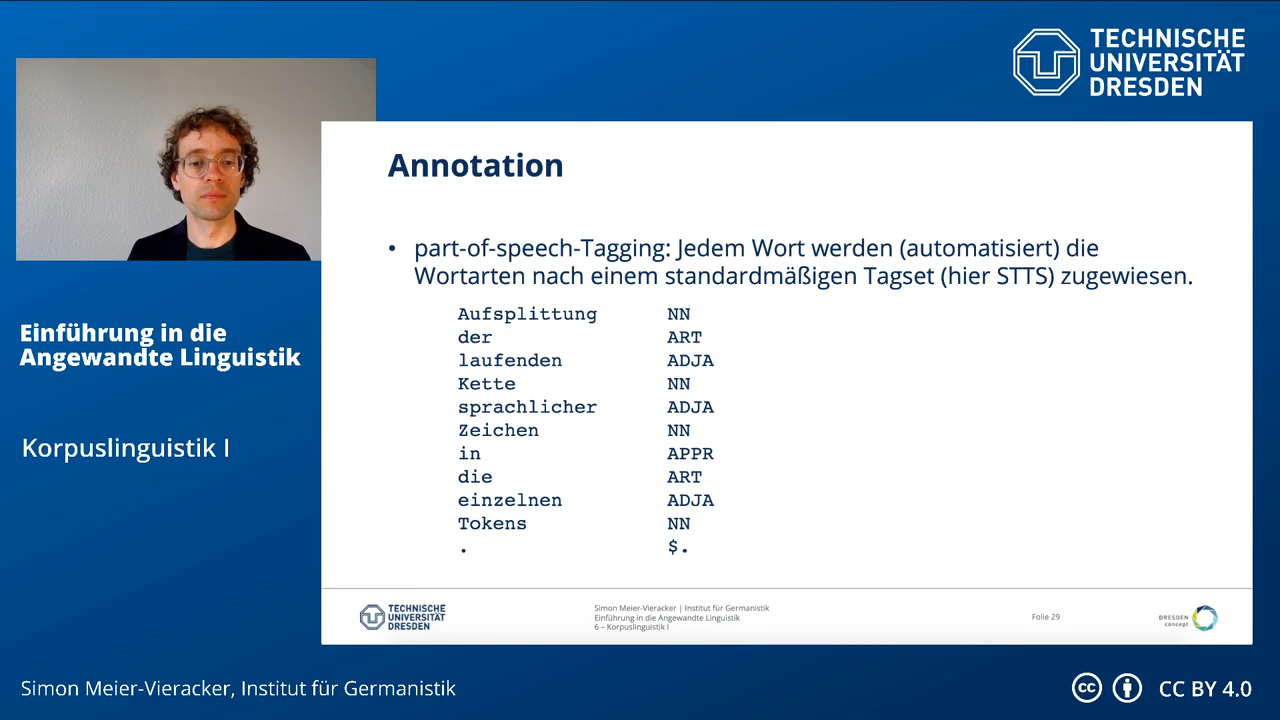 TECHNISCHE
UNIVERSITÄT
DRESDEN
Einführung in die
Angewandte Linguistik
Korpuslinguistik I
Annotation
• part-of-speech-Tagging: Jedem Wort werden (automatisiert) die
Wortarten nach einem standardmäßigen Tagset (hier STTS) zugewiesen.
Aufsplittung NN
der ART
laufenden ADJA
Kette NN
sprachlicher ADJA
Zeichen NN
in APPR
die ART
einzelnen ADJA
Tokens NN
. $.
TECHNISCHE
UNIVERSITÄT
DRESDEN
Simon Meier-Vieracker | Institut für Germanistik
Einführung in die Angewandte Linguistik
6 – Korpuslinguistik I
Folie 29
DRESDEN
concept
Simon Meier-Vieracker, Institut für Germanistik
cc CC BY 4.0